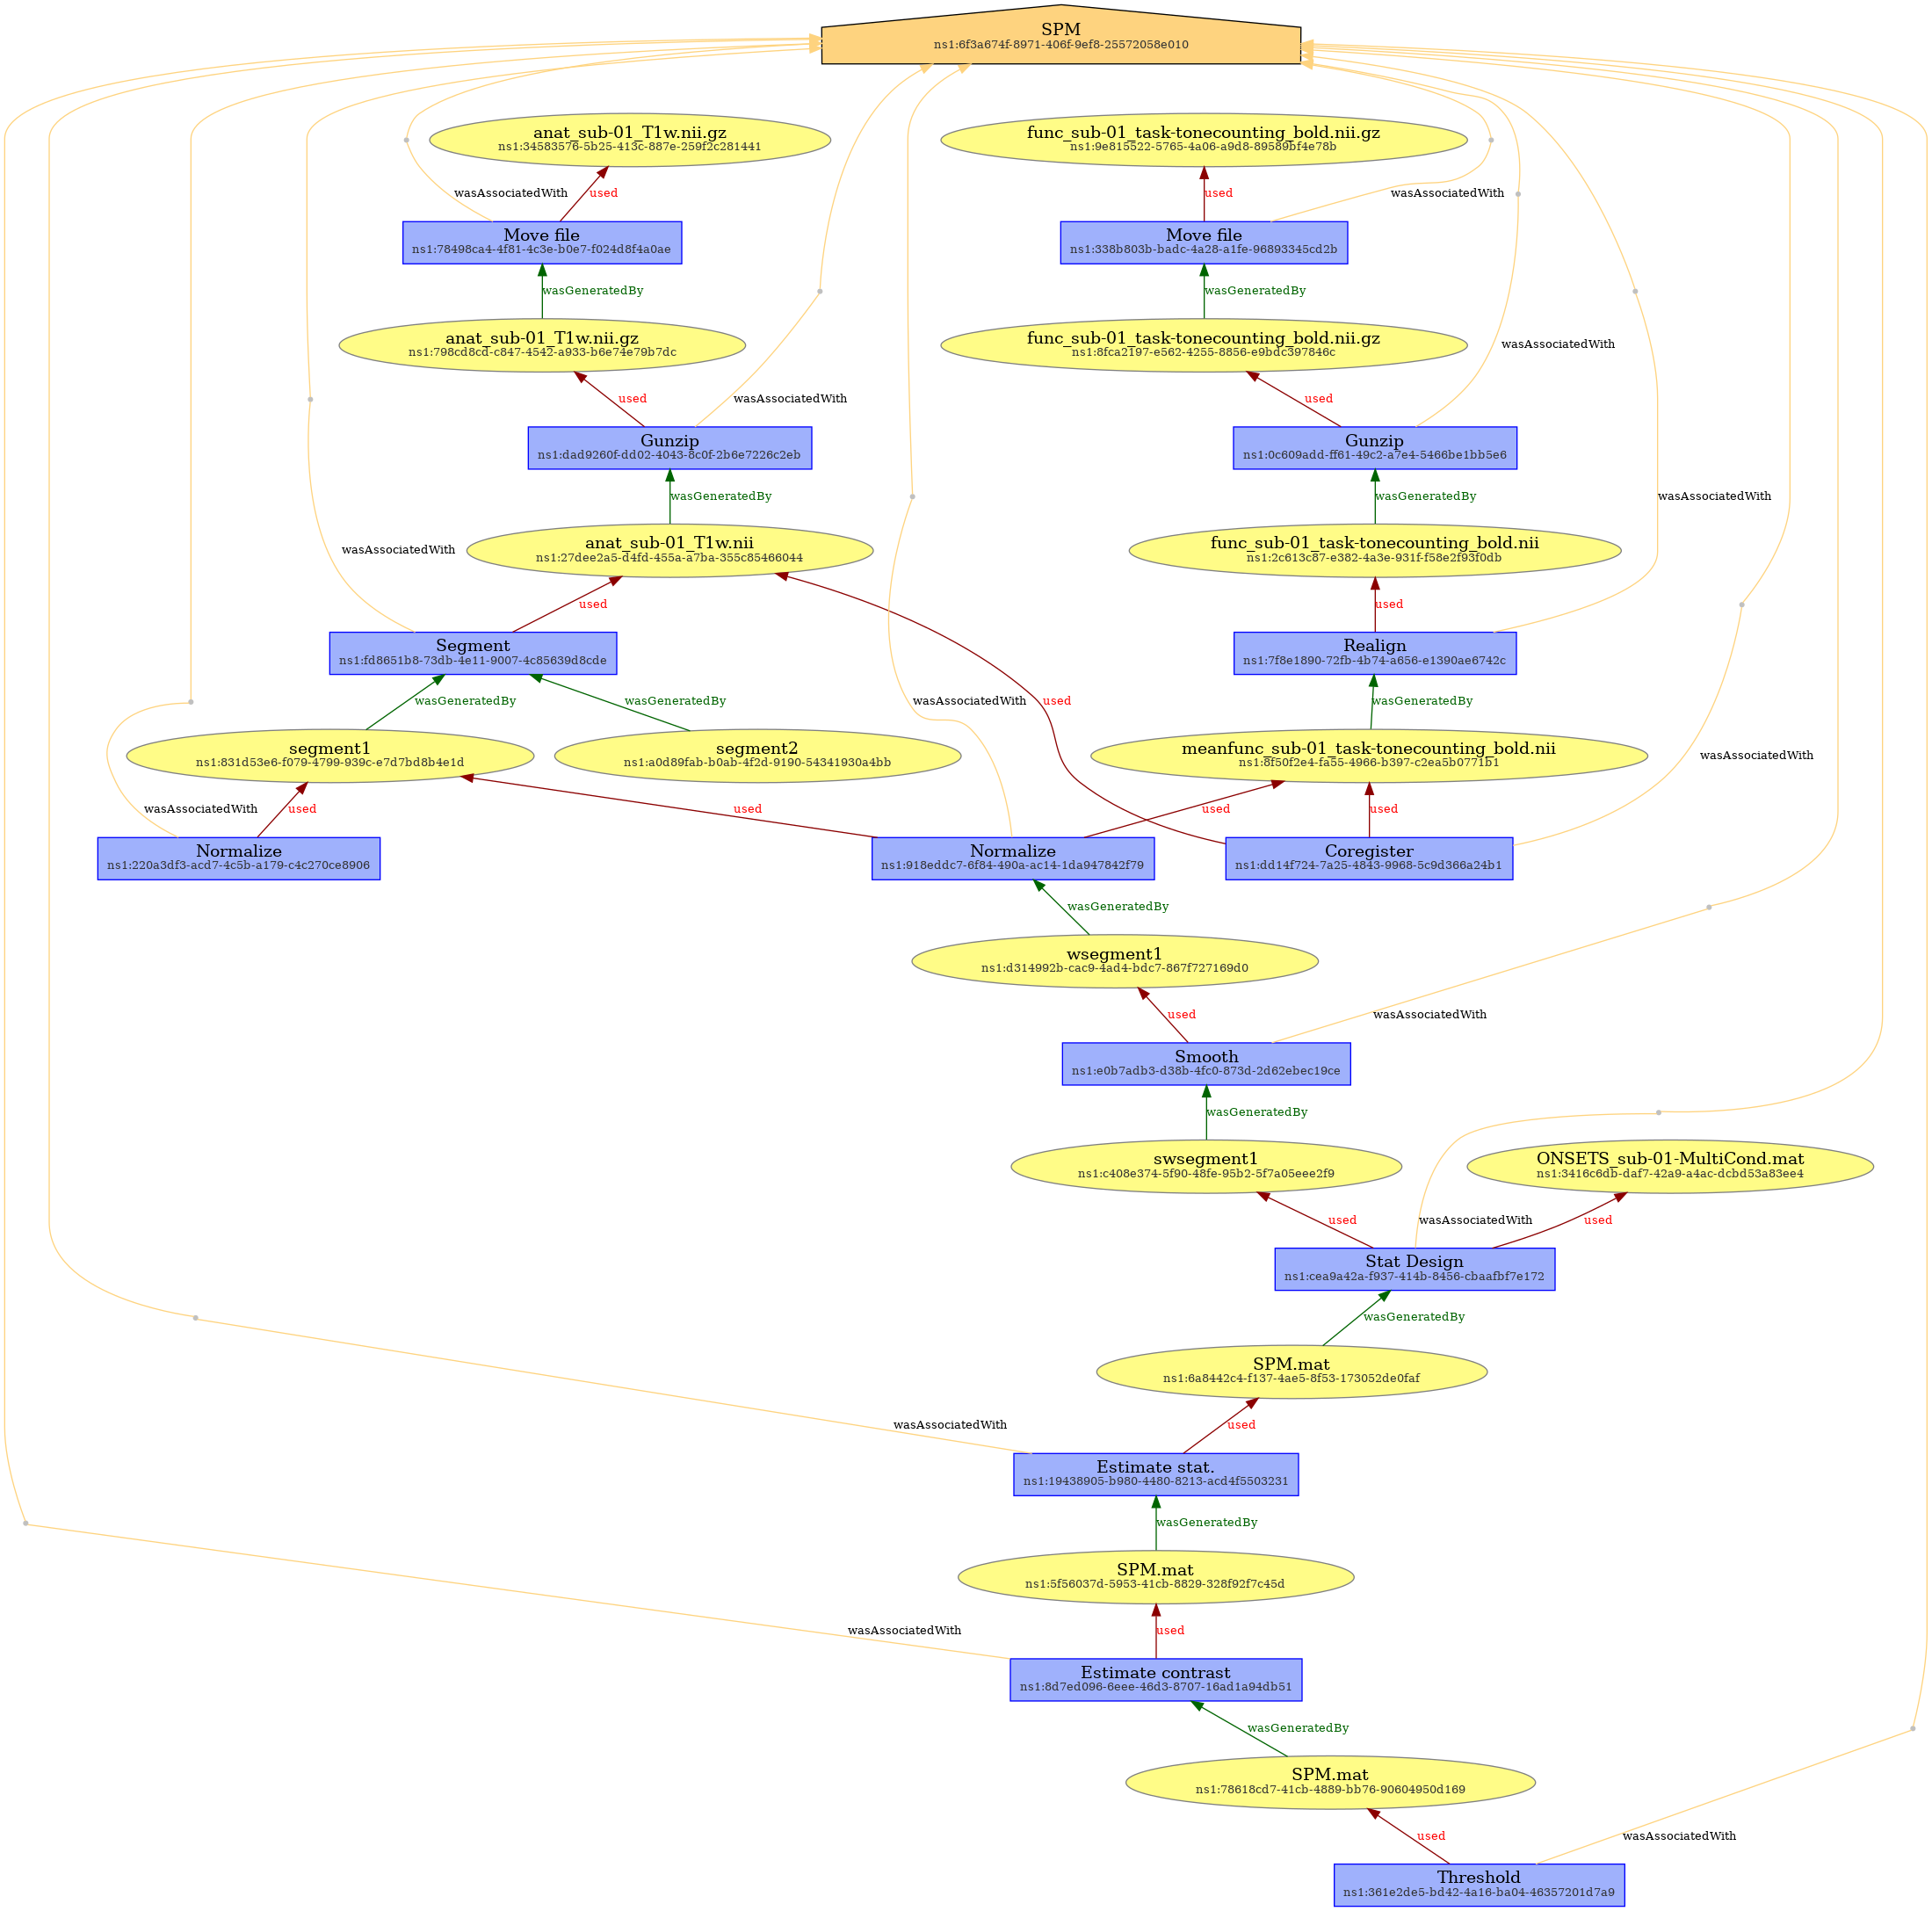 SPM
ns1:6f3a674f-8971-406f-9ef8-25572058e010
anat_sub-01_T1w.nii.gz
ns1:34583576-5b25-413c-887e-259f2c281441
func_sub-01_task-tonecounting_bold.nii.gz
ns1:9e815522-5765-4a06-a9d8-89589bf4e78b
wasAssociatedWith
used
used
wasAssociatedWith
Move file
ns1:78498ca4-4f81-4c3e-b0e7-f024d8f4a0ae
Move file
ns1:338b803b-badc-4a28-a1fe-96893345cd2b
wasGeneratedBy
wasGeneratedBy
anat_sub-01_T1w.nii.gz
ns1:798cd8cd-c847-4542-a933-b6e74e79b7dc
func_sub-01_task-tonecounting_bold.nii.gz
ns1:8fca2197-e562-4255-8856-e9bdc397846c
wasAssociatedWith
used
wasAssociatedWith
used
Gunzip
ns1:dad9260f-dd02-4043-8c0f-2b6e7226c2eb
Gunzip
ns1:0c609add-ff61-49c2-a7e4-5466be1bb5e6
wasGeneratedBy
wasGeneratedBy
wasAssociatedWith
wasAssociatedWith
anat_sub-01_T1w.nii
ns1:27dee2a5-d4fd-455a-a7ba-355c85466044
func_sub-01_task-tonecounting_bold.nii
ns1:2c613c87-e382-4a3e-931f-f58e2f93f0db
used
used
Segment
ns1:fd8651b8-73db-4e11-9007-4c85639d8cde
Realign
ns1:7f8e1890-72fb-4b74-a656-e1390ae6742c
wasGeneratedBy
wasGeneratedBy
wasAssociatedWith
used
wasGeneratedBy
segment1
ns1:831d53e6-f079-4799-939c-e7d7bd8b4e1d
segment2
ns1:a0d89fab-b0ab-4f2d-9190-54341930a4bb
meanfunc_sub-01_task-tonecounting_bold.nii
ns1:8f50f2e4-fa55-4966-b397-c2ea5b0771b1
wasAssociatedWith
wasAssociatedWith
used
used
used
used
Normalize
ns1:220a3df3-acd7-4c5b-a179-c4c270ce8906
Normalize
ns1:918eddc7-6f84-490a-ac14-1da947842f79
Coregister
ns1:dd14f724-7a25-4843-9968-5c9d366a24b1
wasGeneratedBy
wsegment1
ns1:d314992b-cac9-4ad4-bdc7-867f727169d0
used
wasAssociatedWith
Smooth
ns1:e0b7adb3-d38b-4fc0-873d-2d62ebec19ce
wasGeneratedBy
swsegment1
ns1:c408e374-5f90-48fe-95b2-5f7a05eee2f9
ONSETS_sub-01-MultiCond.mat
ns1:3416c6db-daf7-42a9-a4ac-dcbd53a83ee4
used
wasAssociatedWith
used
Stat Design
ns1:cea9a42a-f937-414b-8456-cbaafbf7e172
wasGeneratedBy
SPM.mat
ns1:6a8442c4-f137-4ae5-8f53-173052de0faf
wasAssociatedWith
used
Estimate stat.
ns1:19438905-b980-4480-8213-acd4f5503231
wasGeneratedBy
SPM.mat
ns1:5f56037d-5953-41cb-8829-328f92f7c45d
wasAssociatedWith
used
Estimate contrast
ns1:8d7ed096-6eee-46d3-8707-16ad1a94db51
wasGeneratedBy
SPM.mat
ns1:78618cd7-41cb-4889-bb76-90604950d169
used
wasAssociatedWith
Threshold
ns1:361e2de5-bd42-4a16-ba04-46357201d7a9